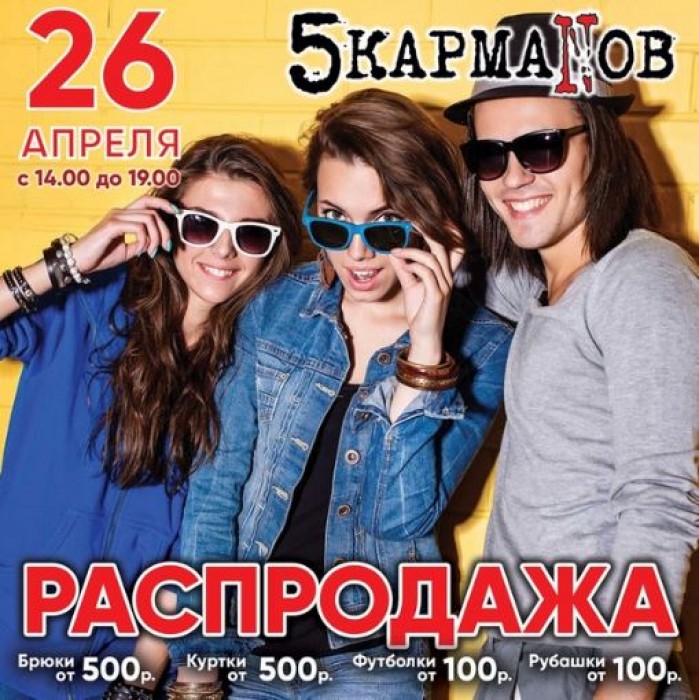 26
АПРЕЛЯ
с 14.00 до 19.00
5КАРМАNОВ
РАСПРОДАЖА
Брюки от 500р. Куртки от 500р. Футболки от 100р. Рубашки от 100р.